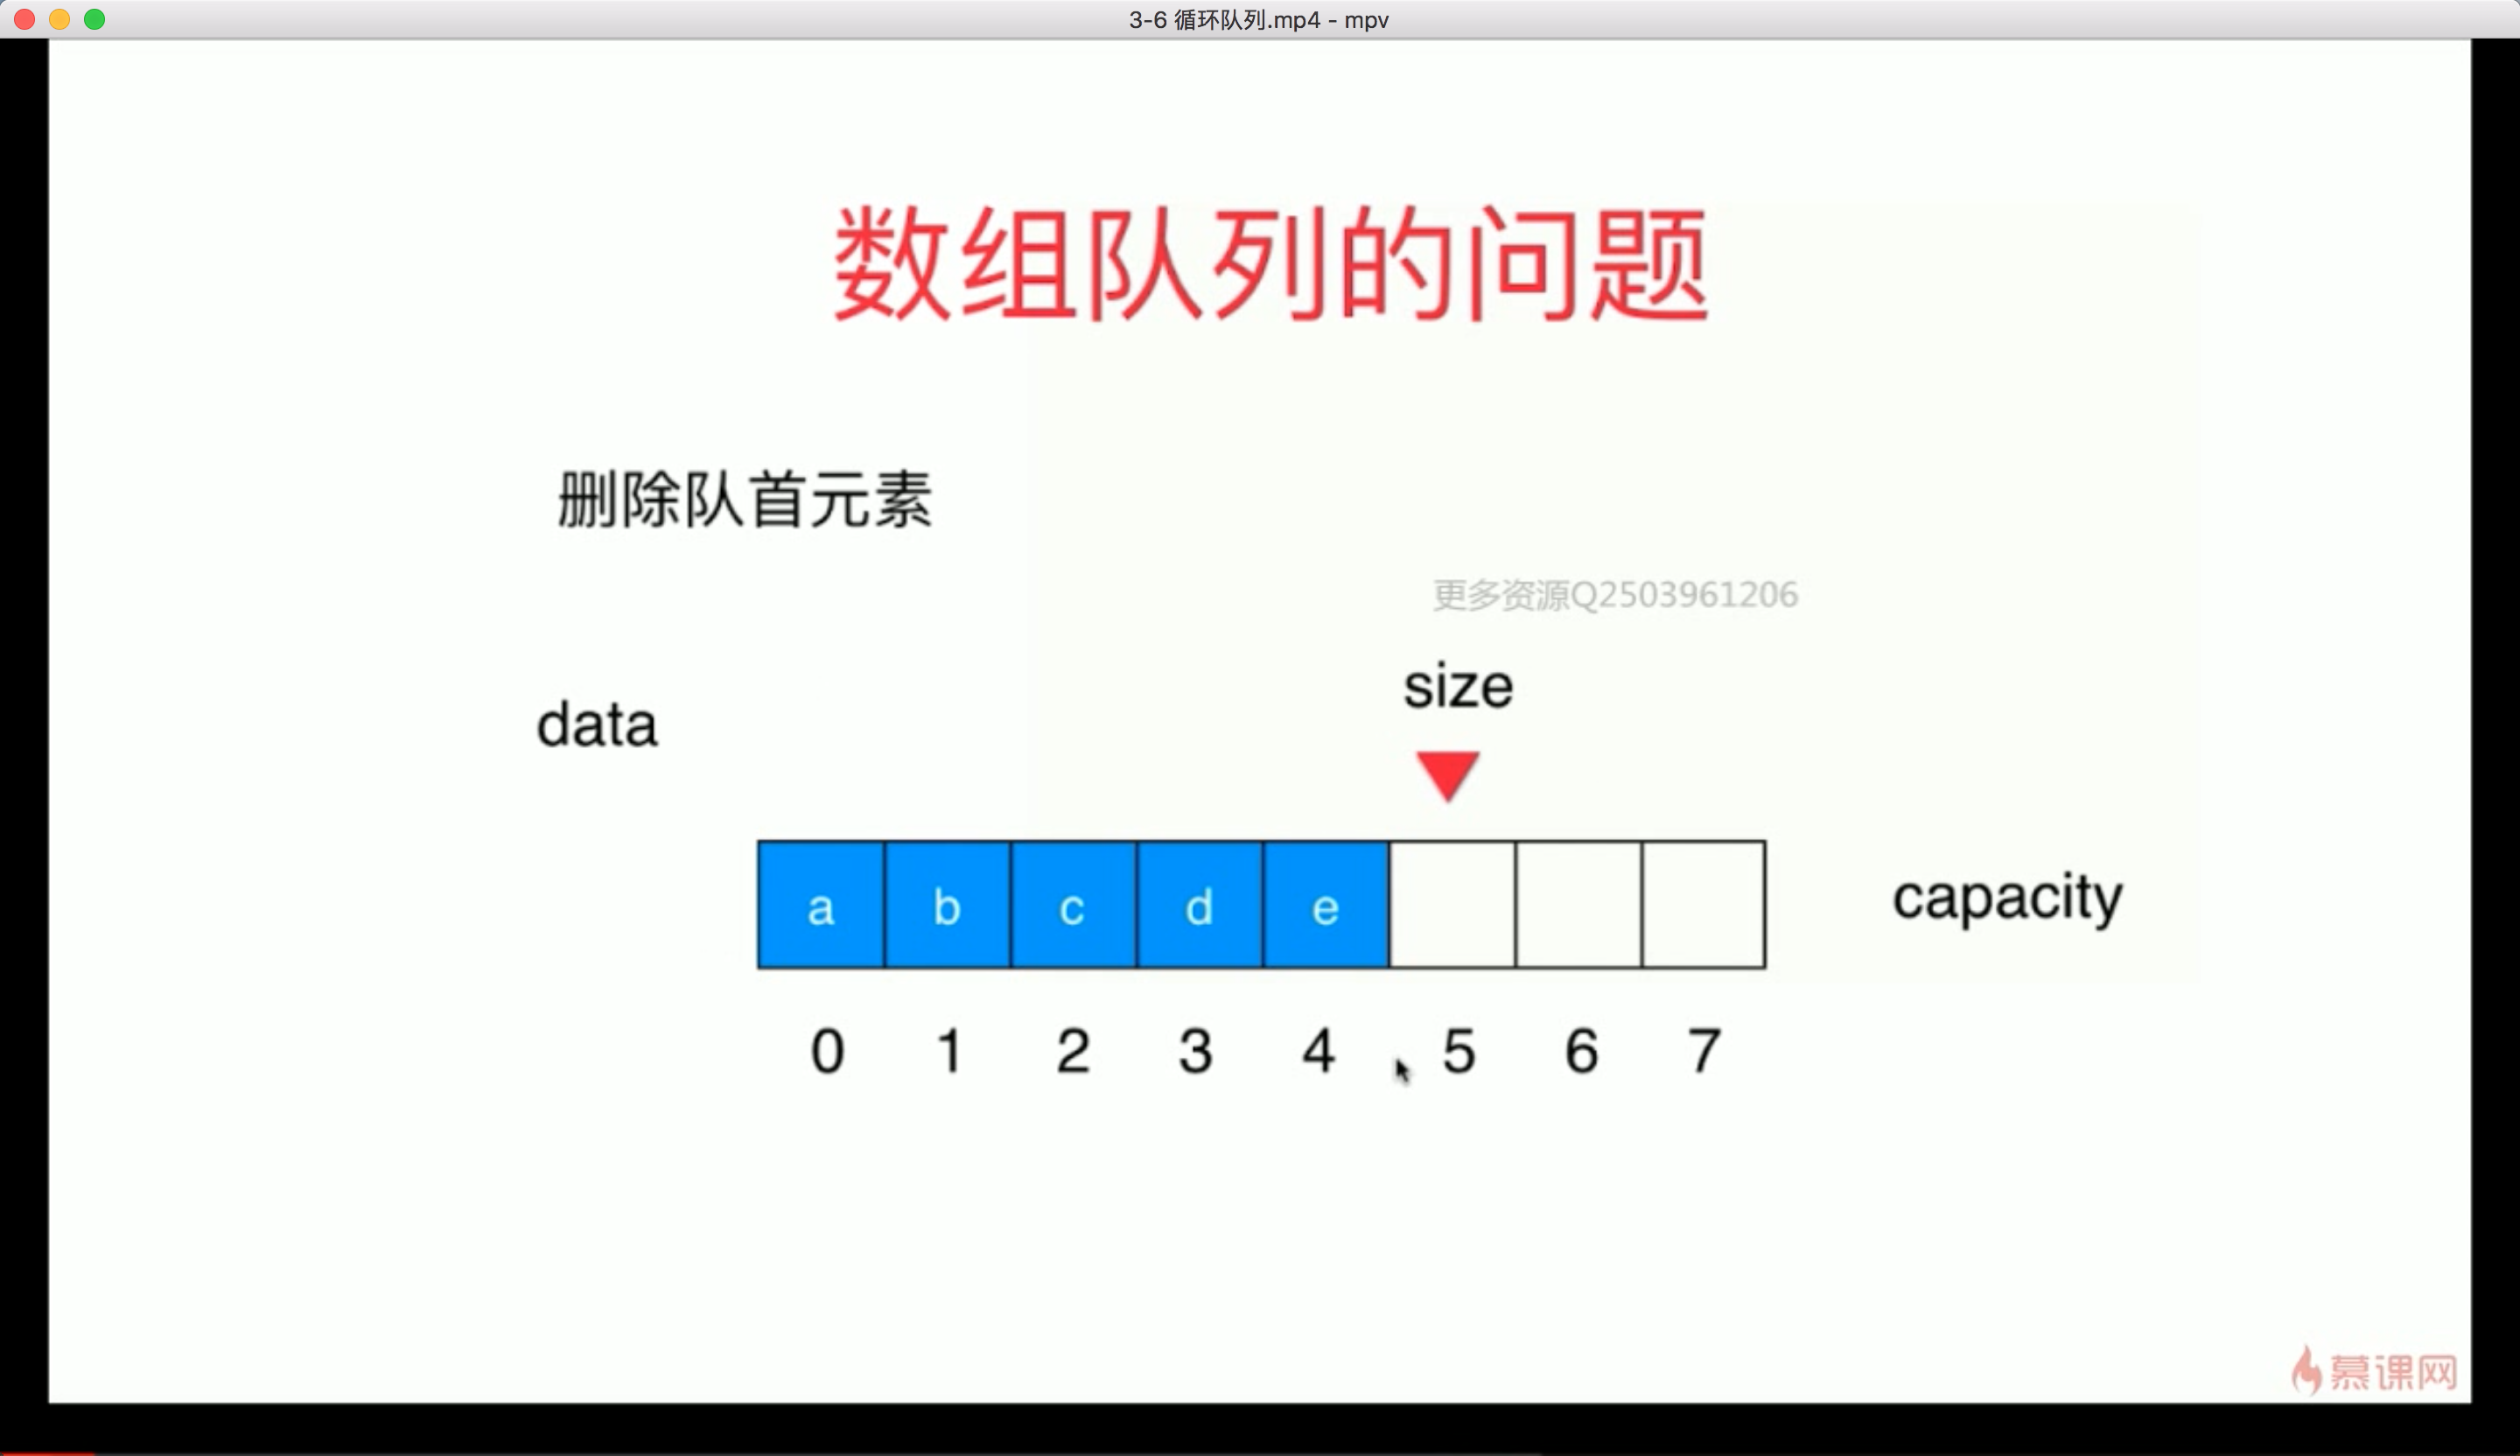 3-6 循环队列.mp4 - mpv
数组队列的问题
删除队首元素
更多资源Q2503961206
size
data
a b c d e
capacity
0 1 2 3 4 5 6 7
慕课网